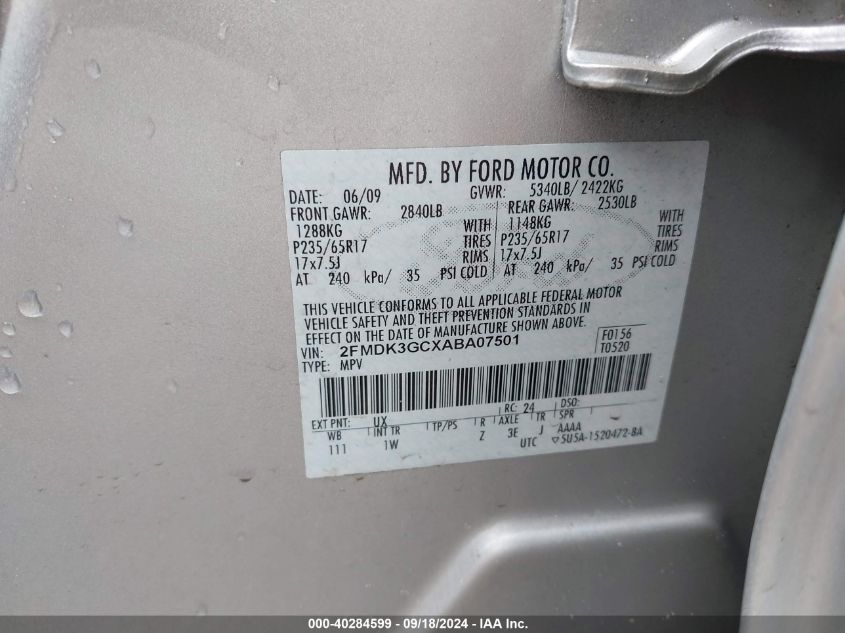 MFD. BY FORD MOTOR CO.
DATE: 06/09 GVWR: 5340LB/ 2422KG
FRONT GAWR: 2840LB REAR GAWR: 2530LB
1288KG WITH 1148KG WITH
P235/65R17 TIRES P235/65R17 TIRES
17x7.5J RIMS 17x7.5J RIMS
AT 240 kPa/ 35 PSI COLD AT 240 kPa/ 35 PSI COLD
THIS VEHICLE CONFORMS TO ALL APPLICABLE FEDERAL MOTOR
VEHICLE SAFETY AND THEFT PREVENTION STANDARDS IN
EFFECT ON THE DATE OF MANUFACTURE SHOWN ABOVE.
VIN: 2FMDK3GCXABA07501 F0156
TYPE: MPV T0520
EXT PNT: UX RC: 24 DSO:
WB INT TR TP/PS R AXLE TR SPR
111 1W Z 3E J AAAA
UTC ▽5U5A-1520472-BA
Ford
000-40284599 - 09/18/2024 - IAA Inc.